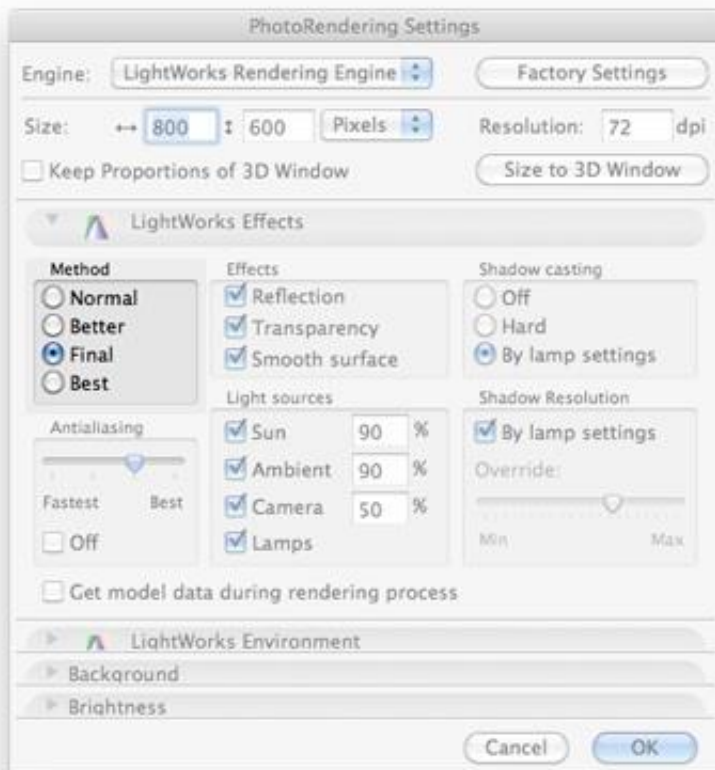 PhotoRendering Settings
Engine: LightWorks Rendering Engine Factory Settings
Size: 800 600 Pixels Resolution: 72 dpi
Keep Proportions of 3D Window Size to 3D Window
LightWorks Effects
Method
Normal
Better
Final
Best
Effects
Reflection
Transparency
Smooth surface
Shadow casting
Off
Hard
By lamp settings
Antialiasing
Fastest Best
Off
Light sources
Sun 90 %
Ambient 90 %
Camera 50 %
Lamps
Shadow Resolution
By lamp settings
Override:
Min Max
Get model data during rendering process
LightWorks Environment
Background
Brightness
Cancel OK